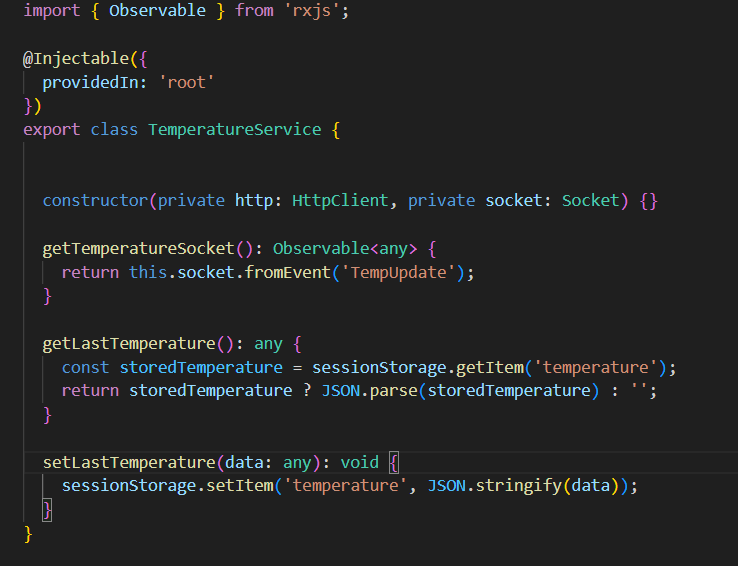 import { Observable } from 'rxjs';
@Injectable({
providedIn: 'root'
})
export class TemperatureService {
constructor(private http: HttpClient, private socket: Socket) {}
getTemperatureSocket(): Observable<any> {
return this.socket.fromEvent('TempUpdate');
}
getLastTemperature(): any {
const storedTemperature = sessionStorage.getItem('temperature');
return storedTemperature ? JSON.parse(storedTemperature) : '';
}
setLastTemperature(data: any): void {
sessionStorage.setItem('temperature', JSON.stringify(data));
}
}